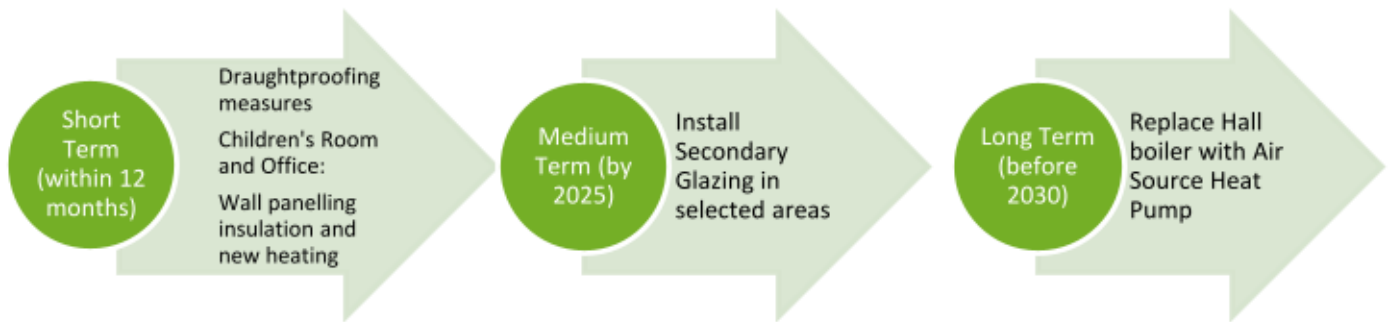 Short
Term
(within 12
months)
Draughtproofing
measures
Children's Room
and Office:
Wall panelling
insulation and
new heating
Medium
Term (by
2025)
Install
Secondary
Glazing in
selected areas
Long Term
(before
2030)
Replace Hall
boiler with Air
Source Heat
Pump